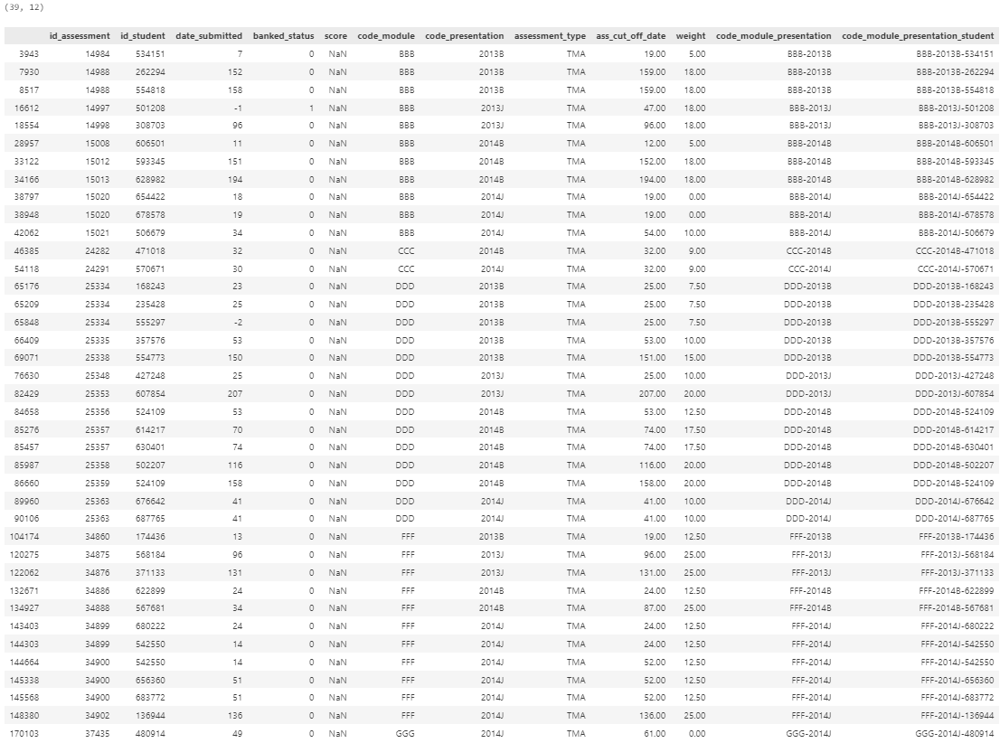 (39, 12)
id_assessment id_student date_submitted banked_status score code_module code_presentation assessment_type ass_cut_off_date weight code_module_presentation code_module_presentation_student
3943 14984 534151 7 0 NaN BBB 2013B TMA 19.00 5.00 BBB-2013B BBB-2013B-534151
7930 14988 262294 152 0 NaN BBB 2013B TMA 159.00 18.00 BBB-2013B BBB-2013B-262294
8517 14988 554818 158 0 NaN BBB 2013B TMA 159.00 18.00 BBB-2013B BBB-2013B-554818
16612 14997 501208 -1 1 NaN BBB 2013J TMA 47.00 18.00 BBB-2013J BBB-2013J-501208
18554 14998 308703 96 0 NaN BBB 2013J TMA 96.00 18.00 BBB-2013J BBB-2013J-308703
28957 15008 606501 11 0 NaN BBB 2014B TMA 12.00 5.00 BBB-2014B BBB-2014B-606501
33122 15012 593345 151 0 NaN BBB 2014B TMA 152.00 18.00 BBB-2014B BBB-2014B-593345
34166 15013 628982 194 0 NaN BBB 2014B TMA 194.00 18.00 BBB-2014B BBB-2014B-628982
38797 15020 654422 18 0 NaN BBB 2014J TMA 19.00 0.00 BBB-2014J BBB-2014J-654422
38948 15020 678578 19 0 NaN BBB 2014J TMA 19.00 0.00 BBB-2014J BBB-2014J-678578
42062 15021 506679 34 0 NaN BBB 2014J TMA 54.00 10.00 BBB-2014J BBB-2014J-506679
46385 24282 471018 32 0 NaN CCC 2014B TMA 32.00 9.00 CCC-2014B CCC-2014B-471018
54118 24291 570671 30 0 NaN CCC 2014J TMA 32.00 9.00 CCC-2014J CCC-2014J-570671
65176 25334 168243 23 0 NaN DDD 2013B TMA 25.00 7.50 DDD-2013B DDD-2013B-168243
65209 25334 235428 25 0 NaN DDD 2013B TMA 25.00 7.50 DDD-2013B DDD-2013B-235428
65848 25334 555297 -2 0 NaN DDD 2013B TMA 25.00 7.50 DDD-2013B DDD-2013B-555297
66409 25335 357576 53 0 NaN DDD 2013B TMA 53.00 10.00 DDD-2013B DDD-2013B-357576
69071 25338 554773 150 0 NaN DDD 2013B TMA 151.00 15.00 DDD-2013B DDD-2013B-554773
76630 25348 427248 25 0 NaN DDD 2013J TMA 25.00 10.00 DDD-2013J DDD-2013J-427248
82429 25353 607854 207 0 NaN DDD 2013J TMA 207.00 20.00 DDD-2013J DDD-2013J-607854
84658 25356 524109 53 0 NaN DDD 2014B TMA 53.00 12.50 DDD-2014B DDD-2014B-524109
85276 25357 614217 70 0 NaN DDD 2014B TMA 74.00 17.50 DDD-2014B DDD-2014B-614217
85457 25357 630401 74 0 NaN DDD 2014B TMA 74.00 17.50 DDD-2014B DDD-2014B-630401
85987 25358 502207 116 0 NaN DDD 2014B TMA 116.00 20.00 DDD-2014B DDD-2014B-502207
86660 25359 524109 158 0 NaN DDD 2014B TMA 158.00 20.00 DDD-2014B DDD-2014B-524109
89960 25363 676642 41 0 NaN DDD 2014J TMA 41.00 10.00 DDD-2014J DDD-2014J-676642
90106 25363 687765 41 0 NaN DDD 2014J TMA 41.00 10.00 DDD-2014J DDD-2014J-687765
104174 34860 174436 13 0 NaN FFF 2013B TMA 19.00 12.50 FFF-2013B FFF-2013B-174436
120275 34875 568184 96 0 NaN FFF 2013J TMA 96.00 25.00 FFF-2013J FFF-2013J-568184
122062 34876 371133 131 0 NaN FFF 2013J TMA 131.00 25.00 FFF-2013J FFF-2013J-371133
132671 34886 622899 24 0 NaN FFF 2014B TMA 24.00 12.50 FFF-2014B FFF-2014B-622899
134927 34888 567681 34 0 NaN FFF 2014B TMA 87.00 25.00 FFF-2014B FFF-2014B-567681
143403 34899 680222 24 0 NaN FFF 2014J TMA 24.00 12.50 FFF-2014J FFF-2014J-680222
144303 34899 542550 14 0 NaN FFF 2014J TMA 24.00 12.50 FFF-2014J FFF-2014J-542550
144664 34900 542550 14 0 NaN FFF 2014J TMA 52.00 12.50 FFF-2014J FFF-2014J-542550
145338 34900 656360 51 0 NaN FFF 2014J TMA 52.00 12.50 FFF-2014J FFF-2014J-656360
145568 34900 683772 51 0 NaN FFF 2014J TMA 52.00 12.50 FFF-2014J FFF-2014J-683772
148380 34902 136944 136 0 NaN FFF 2014J TMA 136.00 25.00 FFF-2014J FFF-2014J-136944
170103 37435 480914 49 0 NaN GGG 2014J TMA 61.00 0.00 GGG-2014J GGG-2014J-480914